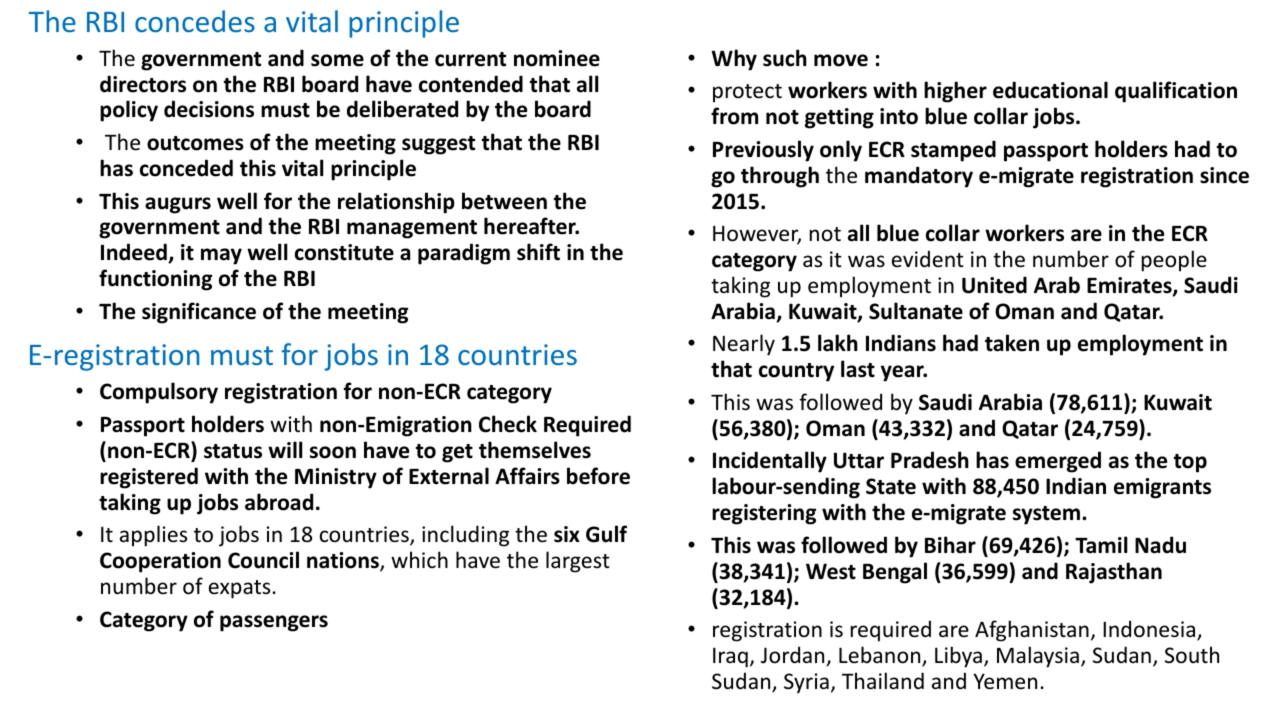 The RBI concedes a vital principle
• The government and some of the current nominee
directors on the RBI board have contended that all
policy decisions must be deliberated by the board
• The outcomes of the meeting suggest that the RBI
has conceded this vital principle
• This augurs well for the relationship between the
government and the RBI management hereafter.
Indeed, it may well constitute a paradigm shift in the
functioning of the RBI
• The significance of the meeting
E-registration must for jobs in 18 countries
• Compulsory registration for non-ECR category
• Passport holders with non-Emigration Check Required
(non-ECR) status will soon have to get themselves
registered with the Ministry of External Affairs before
taking up jobs abroad.
• It applies to jobs in 18 countries, including the six Gulf
Cooperation Council nations, which have the largest
number of expats.
• Category of passengers
• Why such move :
• protect workers with higher educational qualification
from not getting into blue collar jobs.
• Previously only ECR stamped passport holders had to
go through the mandatory e-migrate registration since
2015.
• However, not all blue collar workers are in the ECR
category as it was evident in the number of people
taking up employment in United Arab Emirates, Saudi
Arabia, Kuwait, Sultanate of Oman and Qatar.
• Nearly 1.5 lakh Indians had taken up employment in
that country last year.
• This was followed by Saudi Arabia (78,611); Kuwait
(56,380); Oman (43,332) and Qatar (24,759).
• Incidentally Uttar Pradesh has emerged as the top
labour-sending State with 88,450 Indian emigrants
registering with the e-migrate system.
• This was followed by Bihar (69,426); Tamil Nadu
(38,341); West Bengal (36,599) and Rajasthan
(32,184).
• registration is required are Afghanistan, Indonesia,
Iraq, Jordan, Lebanon, Libya, Malaysia, Sudan, South
Sudan, Syria, Thailand and Yemen.